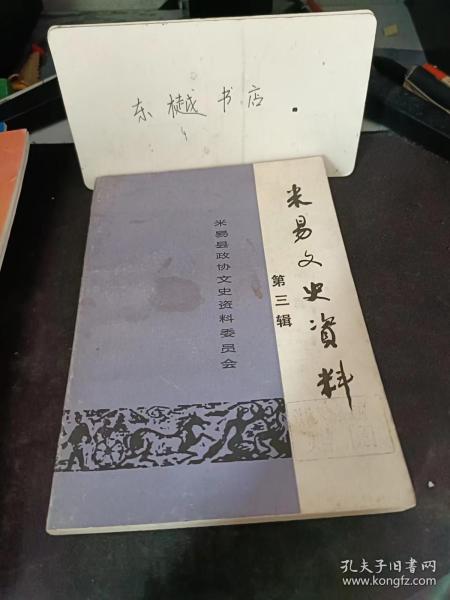 东樾书店
米易文史资料
第三辑
米易县政协文史资料委员会
孔夫子旧书网
www.kongfz.com